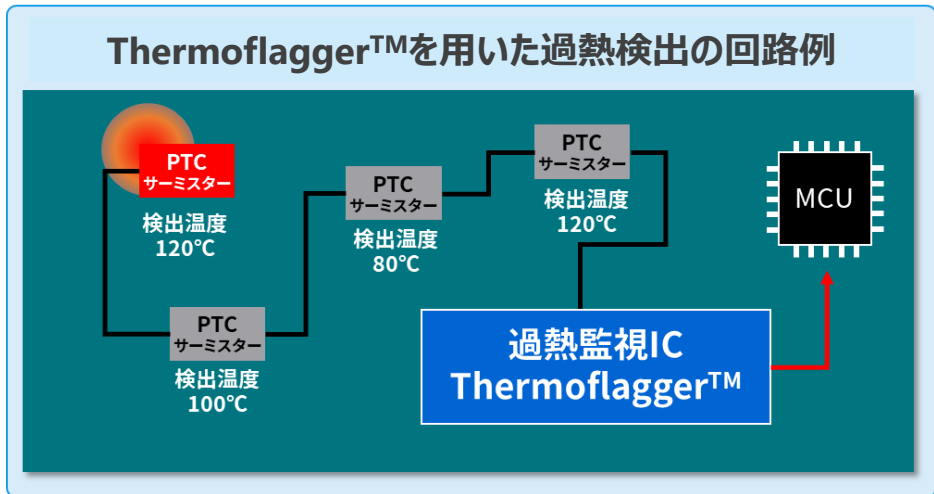 Thermoflagger™を用いた過熱検出の回路例
PTC
サーミスター
検出温度
120℃
PTC
サーミスター
検出温度
100℃
PTC
サーミスター
検出温度
80℃
PTC
サーミスター
検出温度
120℃
MCU
過熱監視IC
Thermoflagger™